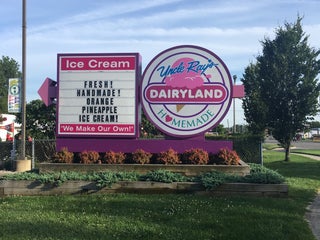 Ice Cream
FRESH!
HANDMADE!
ORANGE
PINEAPPLE
ICE CREAM!
"We Make Our Own!"
Uncle Ray's
DAIRYLAND
HOMEMADE